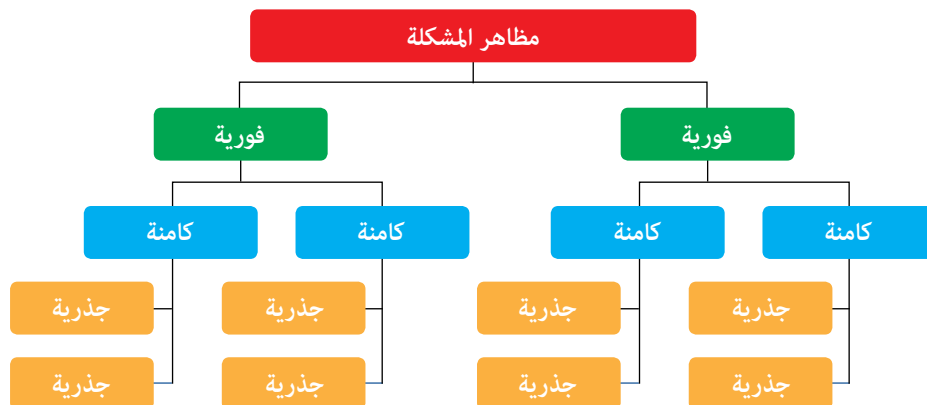 مظاهر المشكلة
فورية
فورية
كامنة
كامنة
كامنة
كامنة
جذرية
جذرية
جذرية
جذرية
جذرية
جذرية
جذرية
جذرية